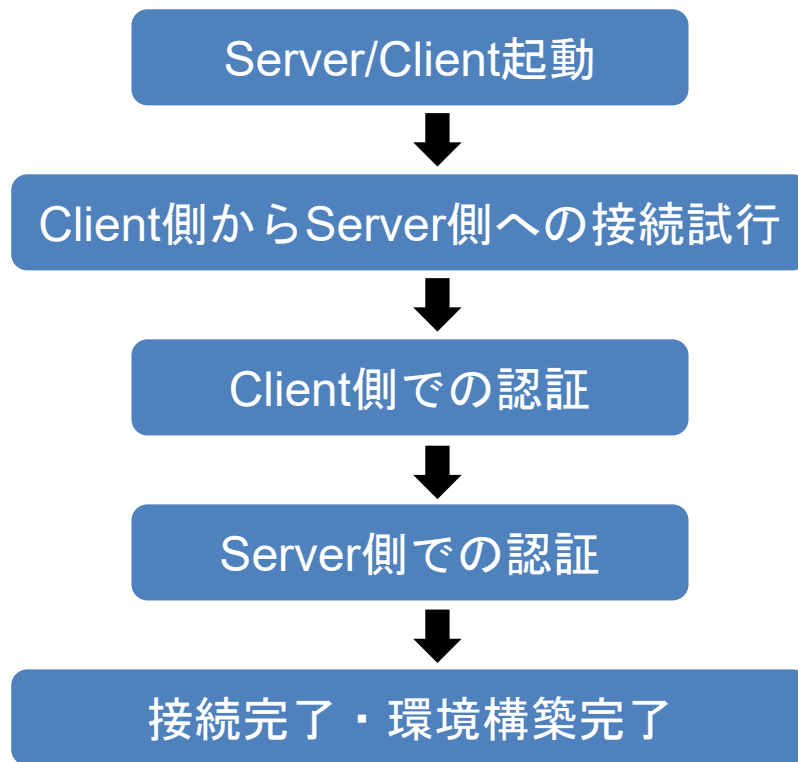 Server/Client起動
Client側からServer側への接続試行
Client側での認証
Server側での認証
接続完了・環境構築完了